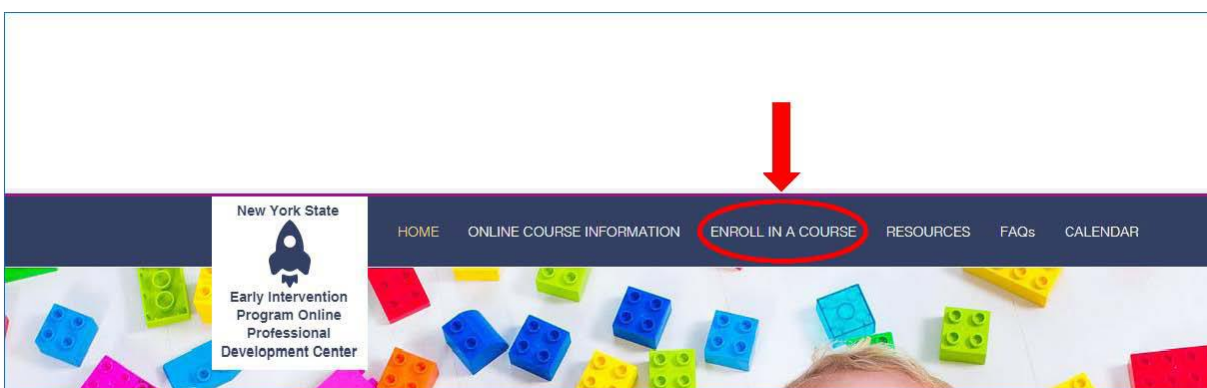 New York State
Early Intervention
Program Online
Professional
Development Center
HOME ONLINE COURSE INFORMATION ENROLL IN A COURSE RESOURCES FAQs CALENDAR